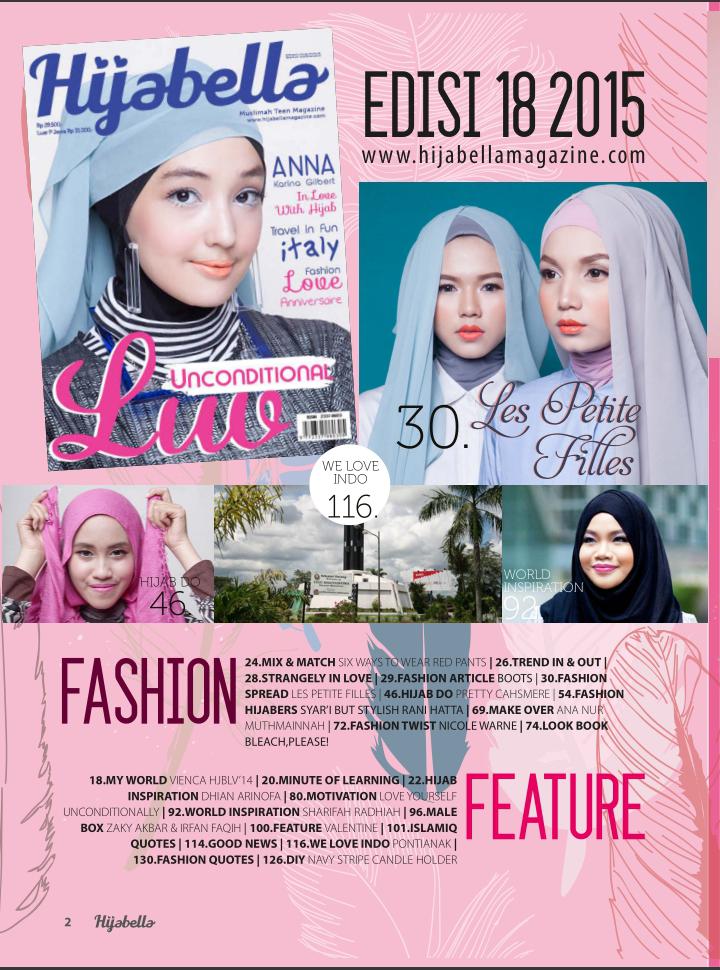 Hijabella
Muslimah Teen Magazine
www.hijabellamagazine.com
ANNA
Karina Gilbert
In Love
With Hijab
Travel in Fun
italy
Fashion
Love
Anniversaire
UNCONDITIONAL
Luv
EDISI 18 2015
www.hijabellamagazine.com
30. Les Petite
Filles
WE LOVE
INDO
116.
HIJAB DO
46
WORLD
INSPIRATION
92
FASHION
24.MIX & MATCH SIX WAYS TO WEAR RED PANTS | 26.TREND IN & OUT |
28.STRANGELY IN LOVE | 29.FASHION ARTICLE BOOTS | 30.FASHION
SPREAD LES PETITE FILLES | 46.HIJAB DO PRETTY CAHSMERE | 54.FASHION
HIJABERS SYAR'I BUT STYLISH RANI HATTA | 69.MAKE OVER ANA NUR
MUTHMAINNAH | 72.FASHION TWIST NICOLE WARNE | 74.LOOK BOOK
BLEACH,PLEASE!
18.MY WORLD VIENCA HJBLV'14 | 20.MINUTE OF LEARNING | 22.HIJAB
INSPIRATION DHIAN ARINOFA | 80.MOTIVATION LOVE YOURSELF
UNCONDITIONALLY | 92.WORLD INSPIRATION SHARIFAH RADHIAH | 96.MALE
BOX ZAKY AKBAR & IRFAN FAQIH | 100.FEATURE VALENTINE | 101.ISLAMIQ
QUOTES | 114.GOOD NEWS | 116.WE LOVE INDO PONTIANAK |
130.FASHION QUOTES | 126.DIY NAVY STRIPE CANDLE HOLDER
FEATURE
2 Hijabella